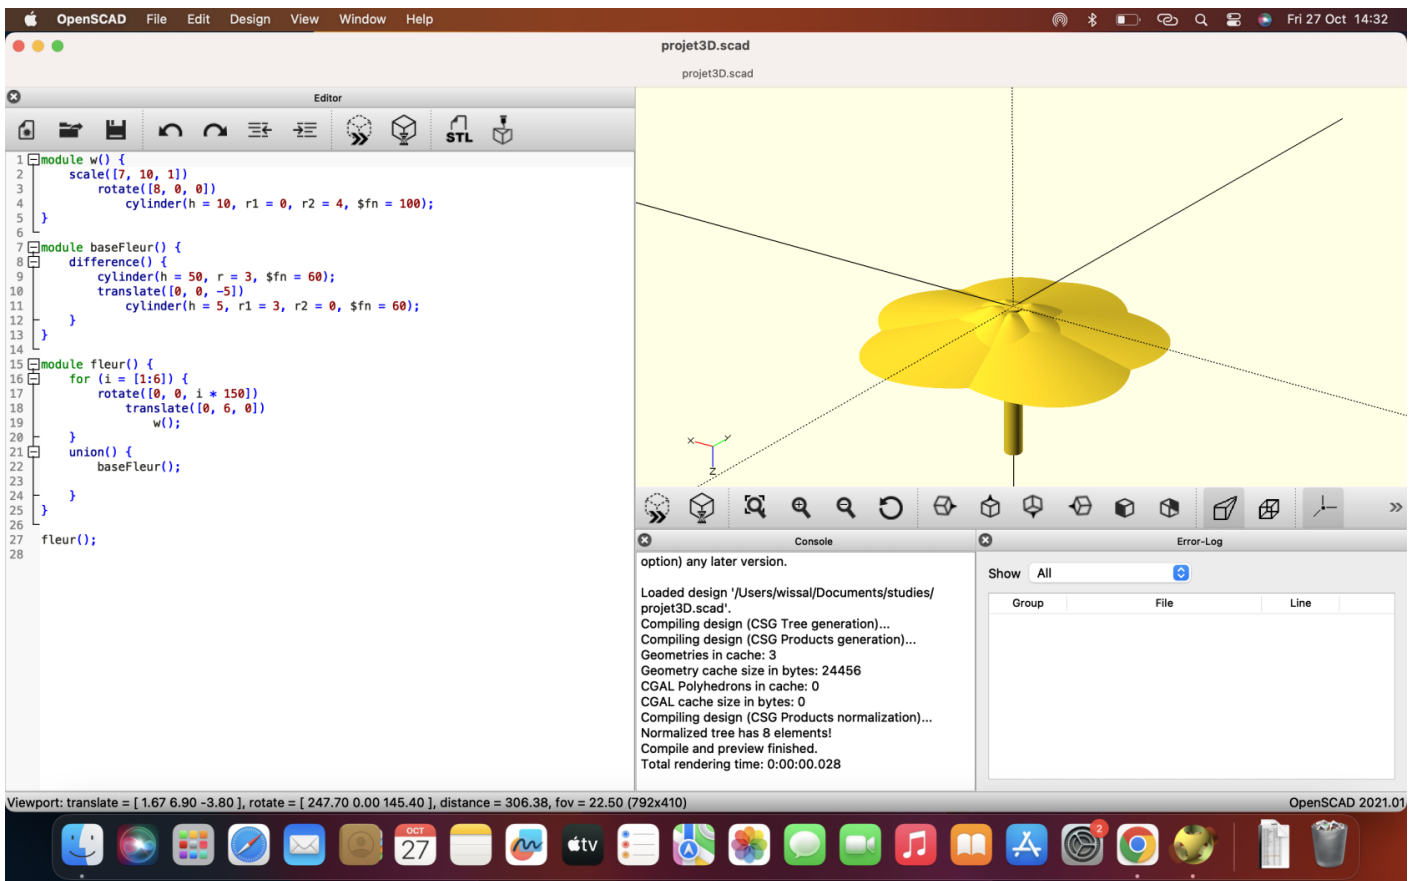 OpenSCAD File Edit Design View Window Help Fri 27 Oct 14:32
projet3D.scad
projet3D.scad
Editor
STL
1 module w() {
2 scale([7, 10, 1])
3 rotate([8, 0, 0])
4 cylinder(h = 10, r1 = 0, r2 = 4, $fn = 100);
5 }
6
7 module baseFleur() {
8 difference() {
9 cylinder(h = 50, r = 3, $fn = 60);
10 translate([0, 0, -5])
11 cylinder(h = 5, r1 = 3, r2 = 0, $fn = 60);
12 }
13 }
14
15 module fleur() {
16 for (i = [1:6]) {
17 rotate([0, 0, i * 150])
18 translate([0, 6, 0])
19 w();
20 }
21 union() {
22 baseFleur();
23
24 }
25 }
26
27 fleur();
28
X Y
Z
Console
option) any later version.
Loaded design '/Users/wissal/Documents/studies/
projet3D.scad'.
Compiling design (CSG Tree generation)...
Compiling design (CSG Products generation)...
Geometries in cache: 3
Geometry cache size in bytes: 24456
CGAL Polyhedrons in cache: 0
CGAL cache size in bytes: 0
Compiling design (CSG Products normalization)...
Normalized tree has 8 elements!
Compile and preview finished.
Total rendering time: 0:00:00.028
Error-Log
Show All
Group File Line
Viewport: translate = [ 1.67 6.90 -3.80 ], rotate = [ 247.70 0.00 145.40 ], distance = 306.38, fov = 22.50 (792x410) OpenSCAD 2021.01
OCT
27
tv
2